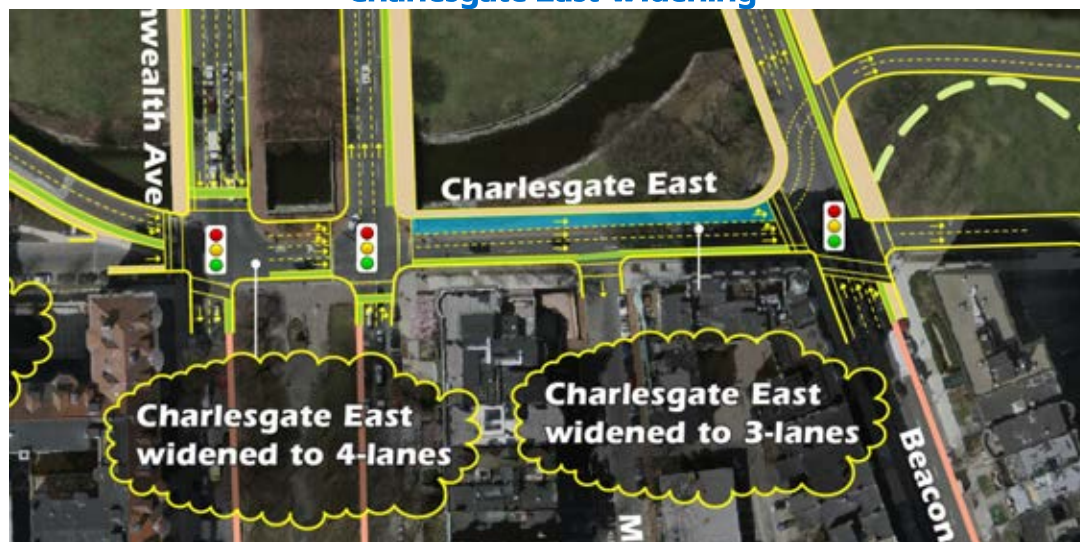 Charlesgate East Widening
nwealth Ave
Charlesgate East
Charlesgate East
widened to 4-lanes
Charlesgate East
widened to 3-lanes
Beacon
M